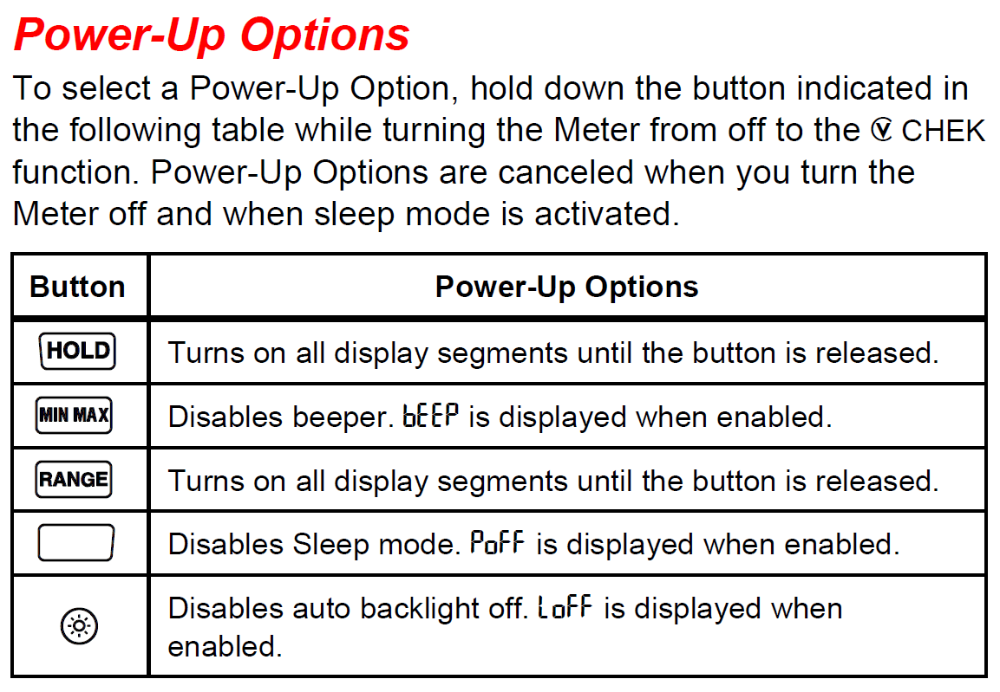 Power-Up Options
To select a Power-Up Option, hold down the button indicated in
the following table while turning the Meter from off to the Ⓥ CHEK
function. Power-Up Options are canceled when you turn the
Meter off and when sleep mode is activated.
Button Power-Up Options
HOLD Turns on all display segments until the button is released.
MIN MAX Disables beeper. bEEP is displayed when enabled.
RANGE Turns on all display segments until the button is released.
Disables Sleep mode. PoFF is displayed when enabled.
Disables auto backlight off. LoFF is displayed when
enabled.